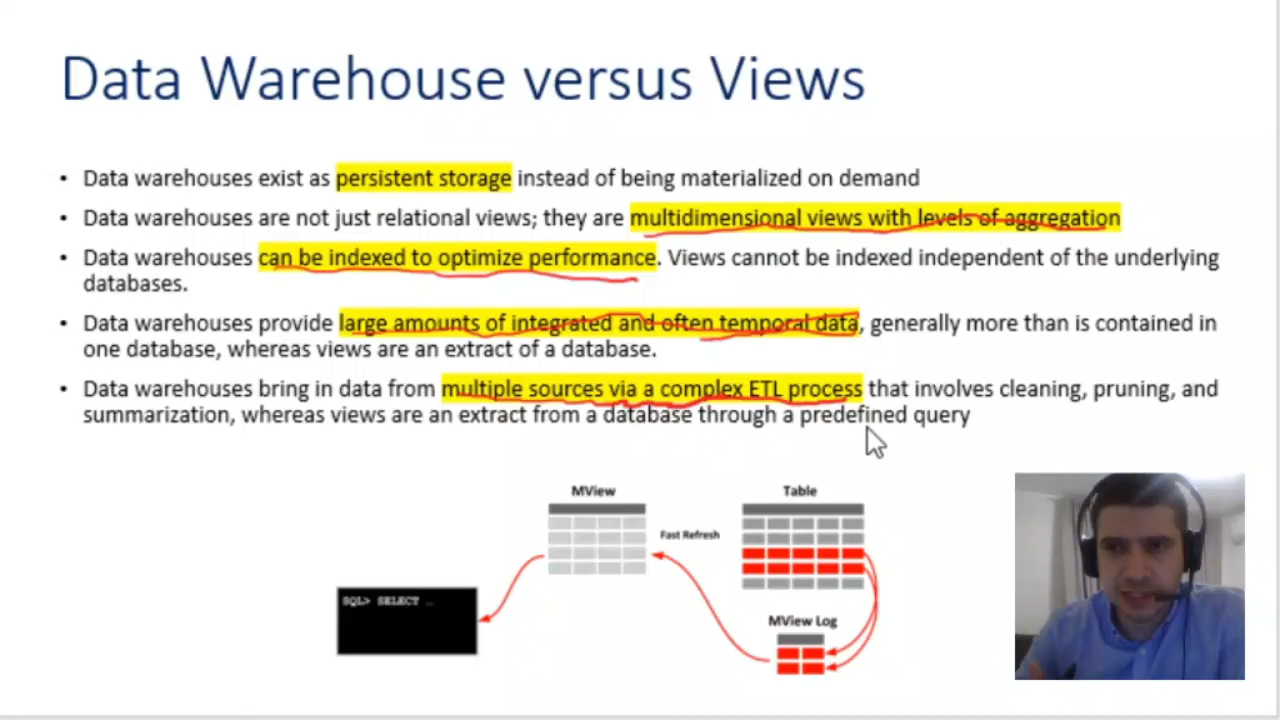 Data Warehouse versus Views
• Data warehouses exist as persistent storage instead of being materialized on demand
• Data warehouses are not just relational views; they are multidimensional views with levels of aggregation
• Data warehouses can be indexed to optimize performance. Views cannot be indexed independent of the underlying
databases.
• Data warehouses provide large amounts of integrated and often temporal data, generally more than is contained in
one database, whereas views are an extract of a database.
• Data warehouses bring in data from multiple sources via a complex ETL process that involves cleaning, pruning, and
summarization, whereas views are an extract from a database through a predefined query
MView
Table
Fast Refresh
SQL> SELECT …
MView Log